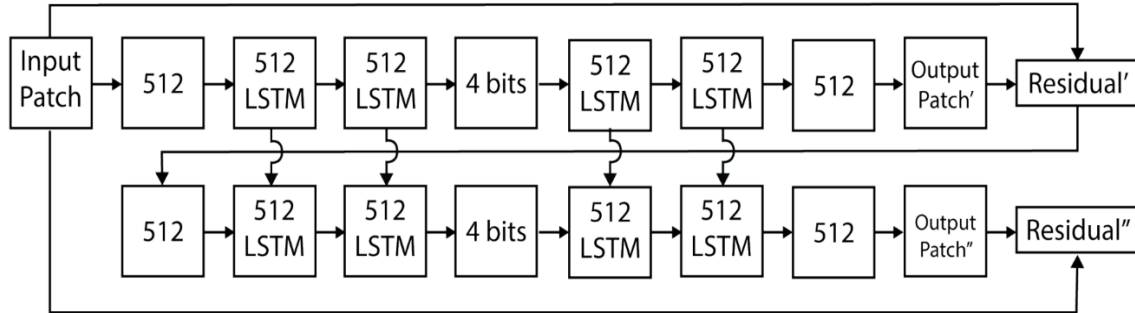 Input
Patch
512
512
LSTM
512
LSTM
4 bits
512
LSTM
512
LSTM
512
Output
Patch'
Residual'
512
512
LSTM
512
LSTM
4 bits
512
LSTM
512
LSTM
512
Output
Patch"
Residual"